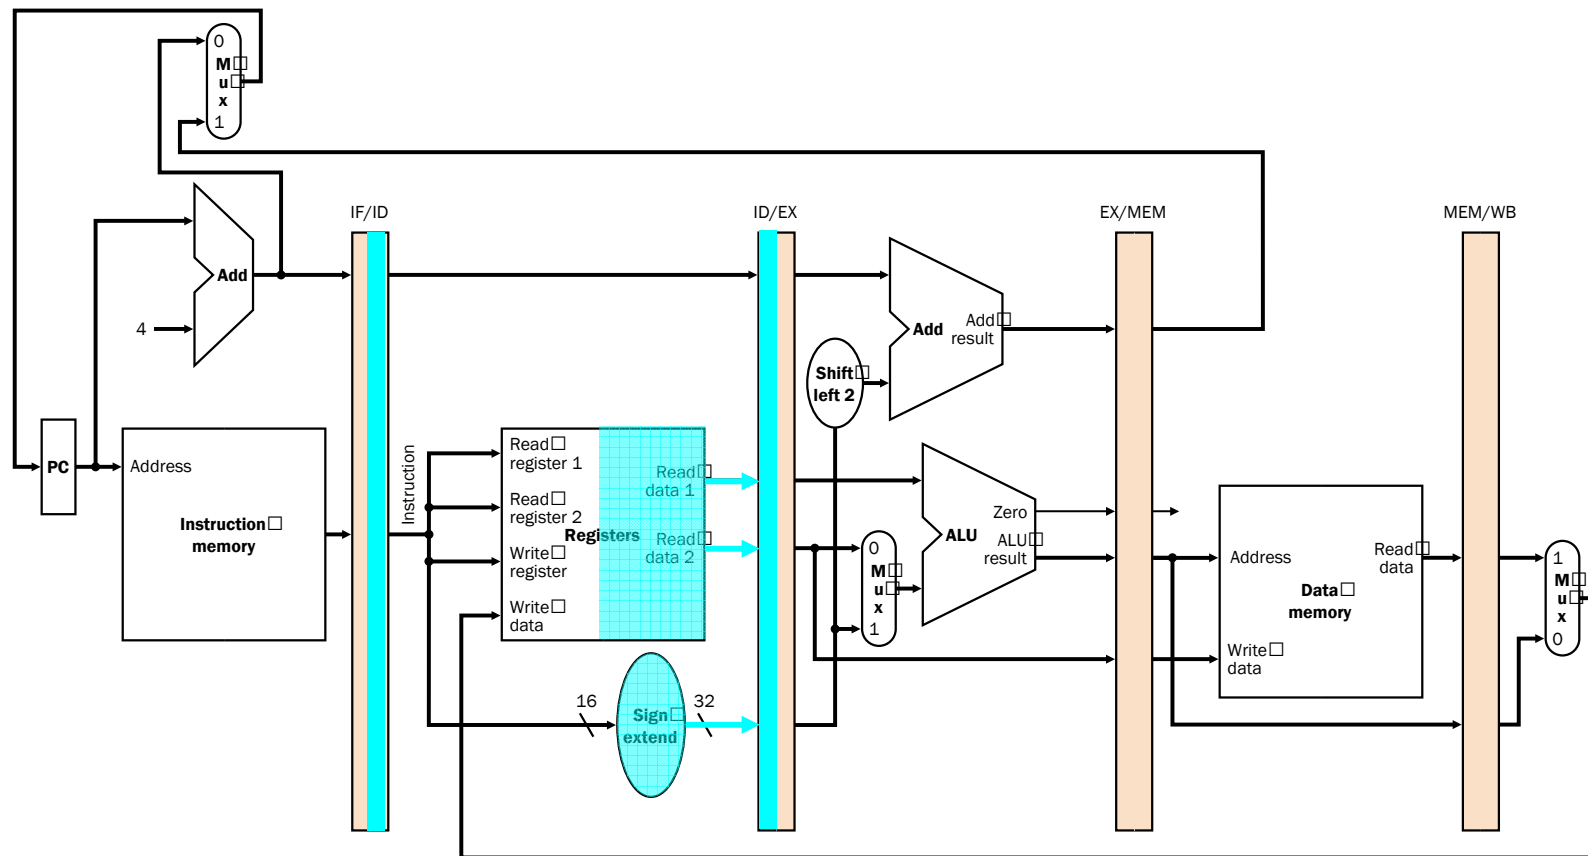 0
M
u
x
1
IF/ID
ID/EX
EX/MEM
MEM/WB
Add
4
Add
Add
result
Shift
left 2
PC
Address
Instruction
memory
Instruction
Read
register 1
Read
register 2
Write
register
Write
data
Registers
Read
data 1
Read
data 2
16
Sign
extend
32
0
M
u
x
1
Zero
ALU
ALU
result
Address
Read
data
Data
memory
Write
data
1
M
u
x
0